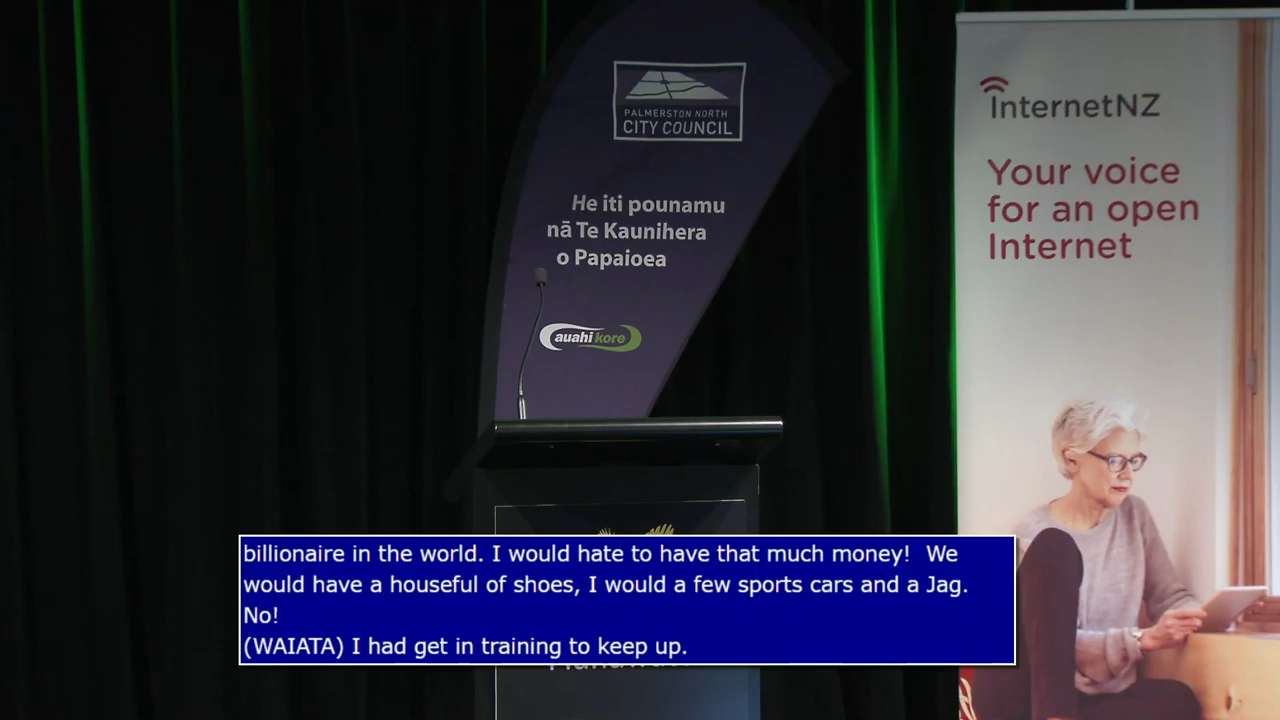 PALMERSTON NORTH
CITY COUNCIL
He iti pounamu
nā Te Kaunihera
o Papaioea
auahi kore
InternetNZ
Your voice
for an open
Internet
billionaire in the world. I would hate to have that much money!  We
would have a houseful of shoes, I would a few sports cars and a Jag.
No!
(WAIATA) I had get in training to keep up.